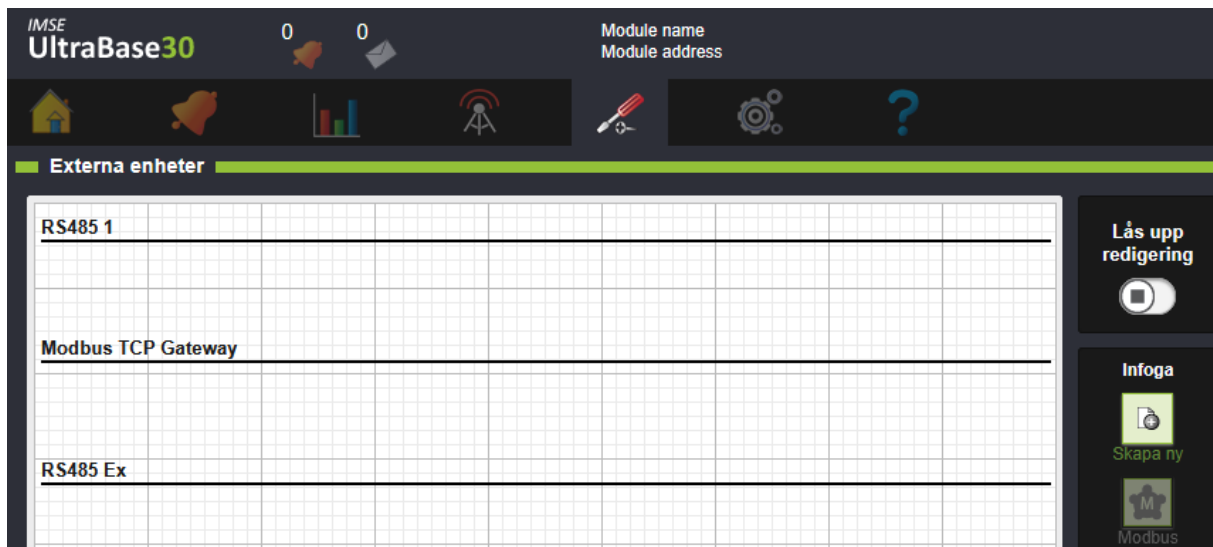 IMSE
UltraBase30
0
0
Module name
Module address
Externa enheter
RS485 1
Lås upp
redigering
Modbus TCP Gateway
Infoga
Skapa ny
RS485 Ex
M
Modbus